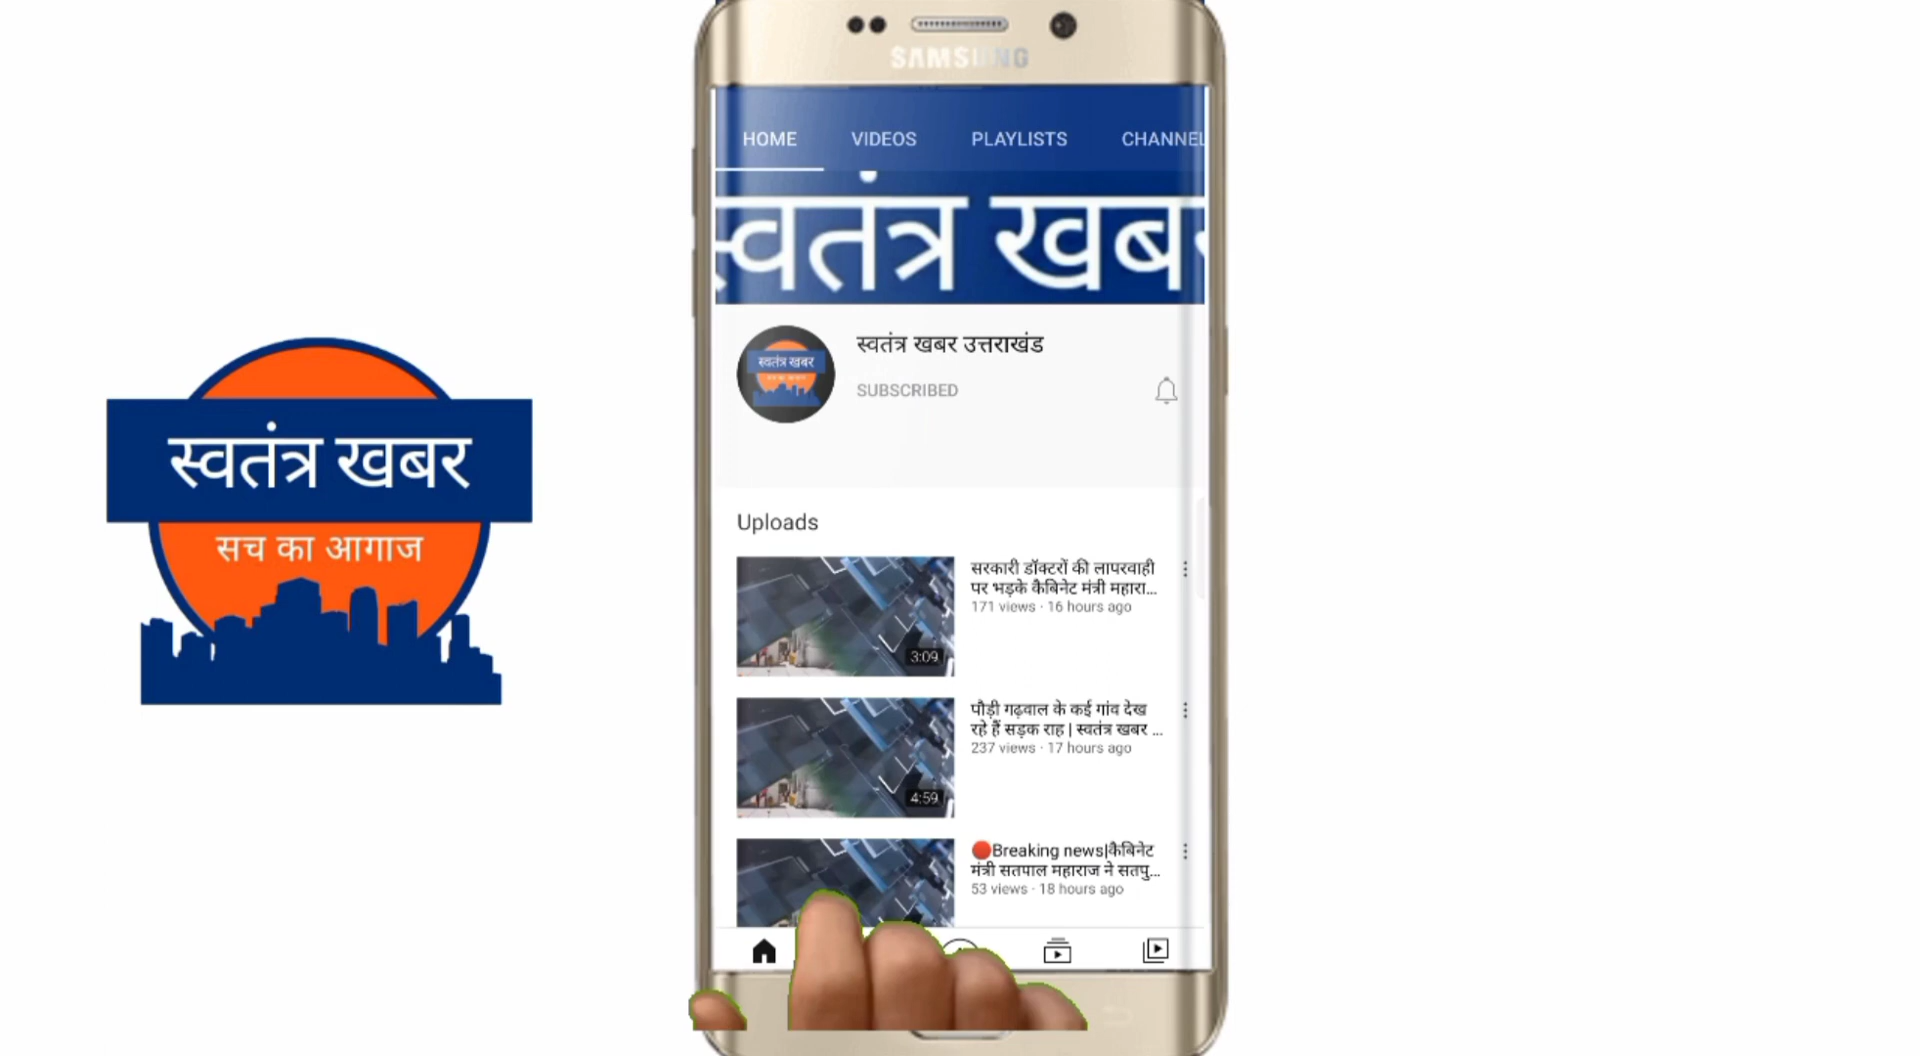 SAMSUNG
HOME VIDEOS PLAYLISTS CHANNEL
स्वतंत्र खबर
स्वतंत्र खबर उत्तराखंड
SUBSCRIBED
स्वतंत्र खबर
स्वतंत्र खबर
सच का आगाज
Uploads
सरकारी डॉक्टरों की लापरवाही
पर भड़के कैबिनेट मंत्री महारा...
171 views · 16 hours ago
3:09
पौड़ी गढ़वाल के कई गांव देख
रहे हैं सड़क राह | स्वतंत्र खबर ...
237 views · 17 hours ago
4:59
🔴Breaking news|कैबिनेट
मंत्री सतपाल महाराज ने सतपु...
53 views · 18 hours ago